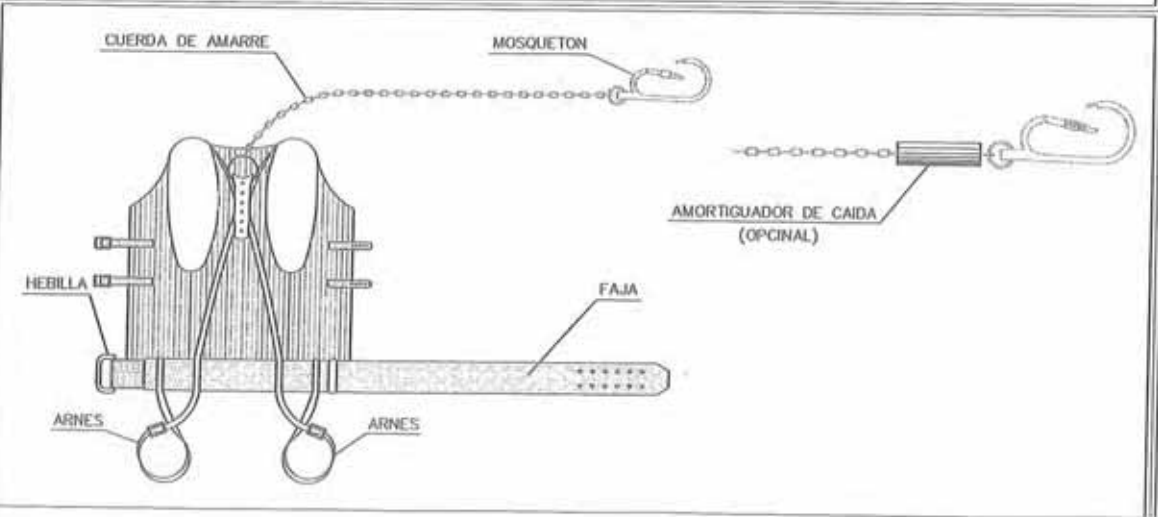 CUERDA DE AMARRE
MOSQUETON
AMORTIGUADOR DE CAIDA
(OPCINAL)
HEBILLA
FAJA
ARNES
ARNES